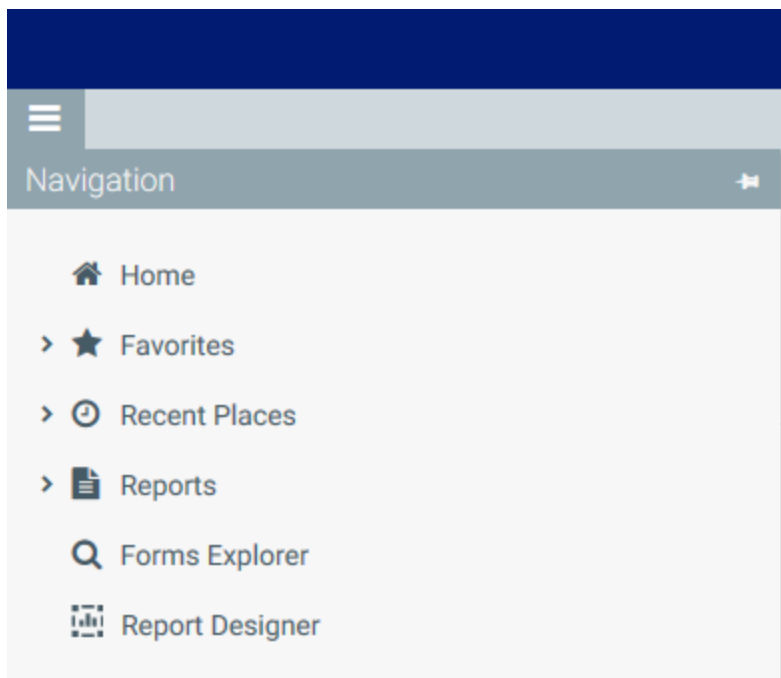 Navigation
Home
Favorites
Recent Places
Reports
Forms Explorer
Report Designer